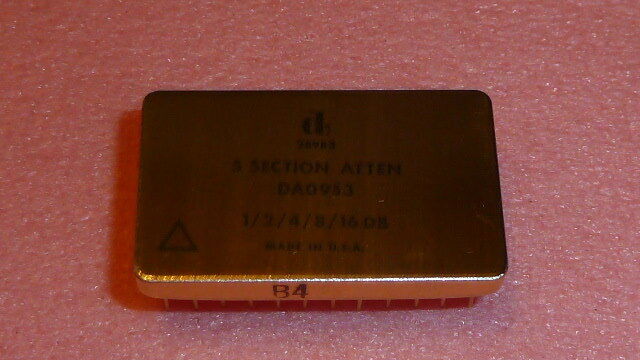 28983
5 SECTION ATTEN
DA0953
1/2/4/8/16 DB
MADE IN U.S.A.
B4